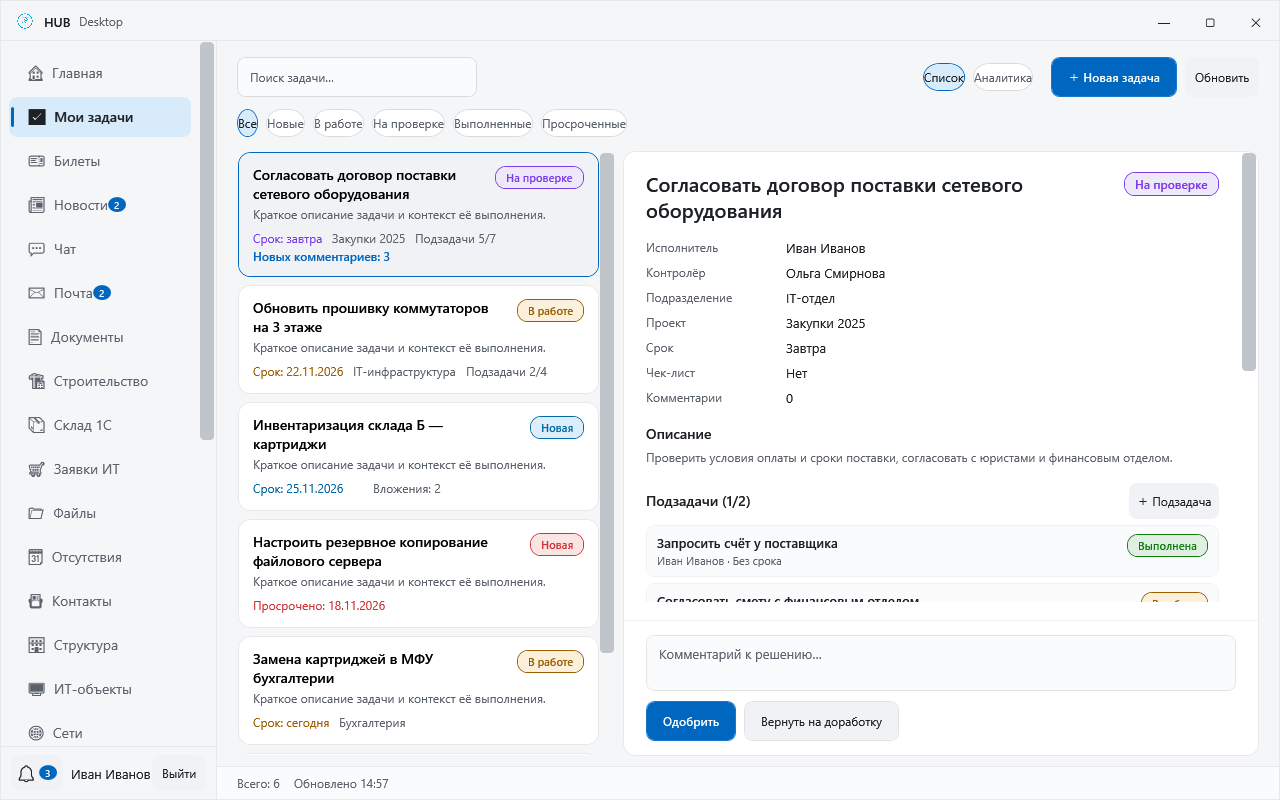 HUB Desktop
Главная
Мои задачи
Билеты
Новости 2
Чат
Почта 2
Документы
Строительство
Склад 1С
Заявки ИТ
Файлы
31 Отсутствия
Контакты
Структура
ИТ-объекты
Сети
3 Иван Иванов Выйти
Поиск задачи...
Список Аналитика + Новая задача Обновить
Все Новые В работе На проверке Выполненные Просроченные
Согласовать договор поставки сетевого оборудования На проверке
Краткое описание задачи и контекст её выполнения.
Срок: завтра Закупки 2025 Подзадачи 5/7
Новых комментариев: 3
Обновить прошивку коммутаторов на 3 этаже В работе
Краткое описание задачи и контекст её выполнения.
Срок: 22.11.2026 IT-инфраструктура Подзадачи 2/4
Инвентаризация склада Б — картриджи Новая
Краткое описание задачи и контекст её выполнения.
Срок: 25.11.2026 Вложения: 2
Настроить резервное копирование файлового сервера Новая
Краткое описание задачи и контекст её выполнения.
Просрочено: 18.11.2026
Замена картриджей в МФУ бухгалтерии В работе
Краткое описание задачи и контекст её выполнения.
Срок: сегодня Бухгалтерия
Согласовать договор поставки сетевого оборудования На проверке
Исполнитель Иван Иванов
Контролёр Ольга Смирнова
Подразделение IT-отдел
Проект Закупки 2025
Срок Завтра
Чек-лист Нет
Комментарии 0
Описание
Проверить условия оплаты и сроки поставки, согласовать с юристами и финансовым отделом.
Подзадачи (1/2) + Подзадача
Запросить счёт у поставщика Выполнена
Иван Иванов · Без срока
Согласовать смету с финансовым отделом
Комментарий к решению...
Одобрить Вернуть на доработку
Всего: 6 Обновлено 14:57